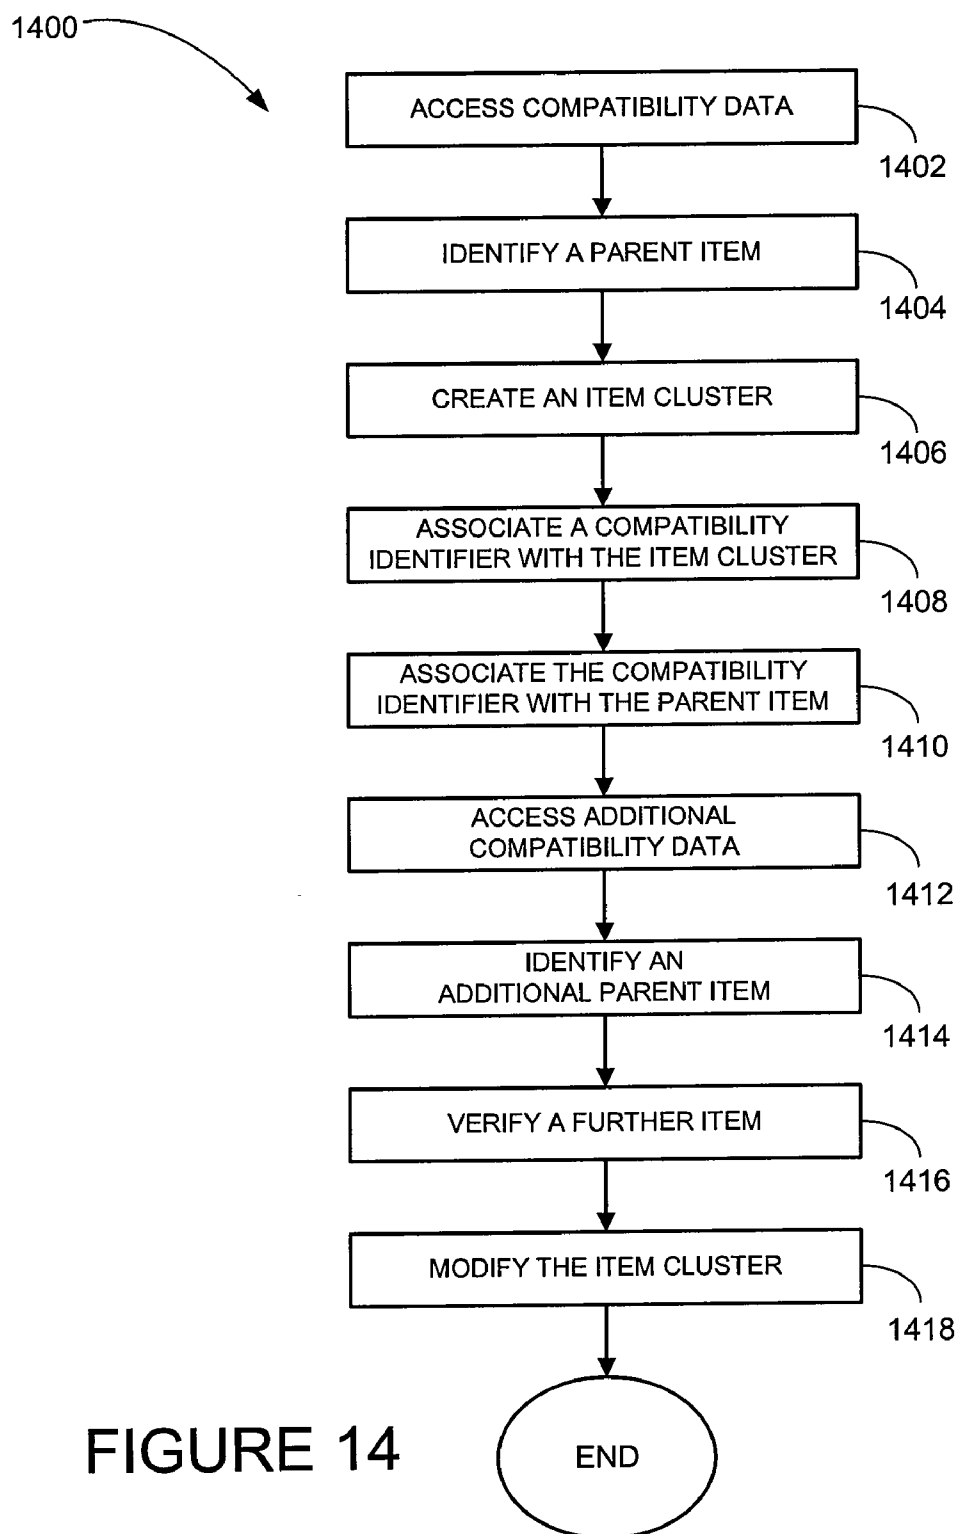 1400
ACCESS COMPATIBILITY DATA
1402
IDENTIFY A PARENT ITEM
1404
CREATE AN ITEM CLUSTER
1406
ASSOCIATE A COMPATIBILITY
IDENTIFIER WITH THE ITEM CLUSTER
1408
ASSOCIATE THE COMPATIBILITY
IDENTIFIER WITH THE PARENT ITEM
1410
ACCESS ADDITIONAL
COMPATIBILITY DATA
1412
IDENTIFY AN
ADDITIONAL PARENT ITEM
1414
VERIFY A FURTHER ITEM
1416
MODIFY THE ITEM CLUSTER
1418
END
FIGURE 14